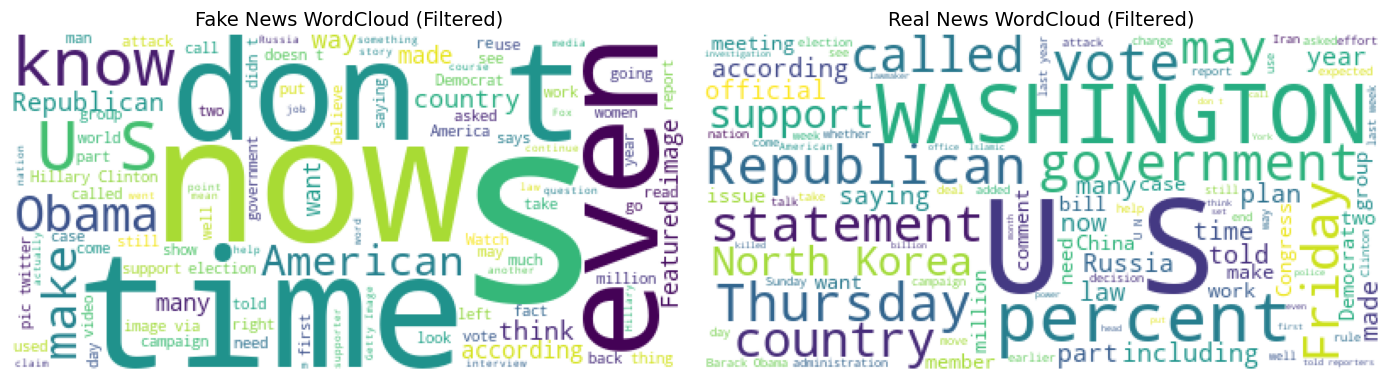 Fake News WordCloud (Filtered)
man
attack
Russia
something
story
way
made
reuse
see
media
know
call
didn t
doesn t
course
going
don t
Republican
group
two
put
job
believe
saying
Democrat
country
work
Fox
women
report
U S
world
part
asked
America
says
continue
even
year
nation
Hillary Clinton
called
went
government
now
want
law
question
take
S
read
go
Featured image
Obama
point
mean
well
case
come
still
show
help
word
Watch
may
much
another
actually
make
support election
American
million
Hillary
pic twitter
many
told
fact
day
video
image via
campaign
right
need
time
first
supporter
Getty Image
look
left
vote
think
according
interview
back
thing
used
claim
Real News WordCloud (Filtered)
investigation
election
meeting
see
according
official
called
lawmaker
vote
last year
attack
change
may
report
Iran
asked
effort
use
year
expected
support
WASHINGTON
don t
call
York
last week
nation
week
whether
come
American
office
Islamic
Republican
government
issue
talk
take
deal
added
saying
many
case
still
plan
think
set
Friday
group
two
statement
U S
month
comment
bill
now
help
U N
end
may
time
Congress
Democrat
killed
billion
North Korea
need
China
Russia
decision
told
make
police
Clinton
made
Sunday
want
campaign
law
work
Thursday
million
power
percent
even
first
country
day
move
head
put
rule
Barack Obama
administration
member
earlier
part
including
well
told reporters